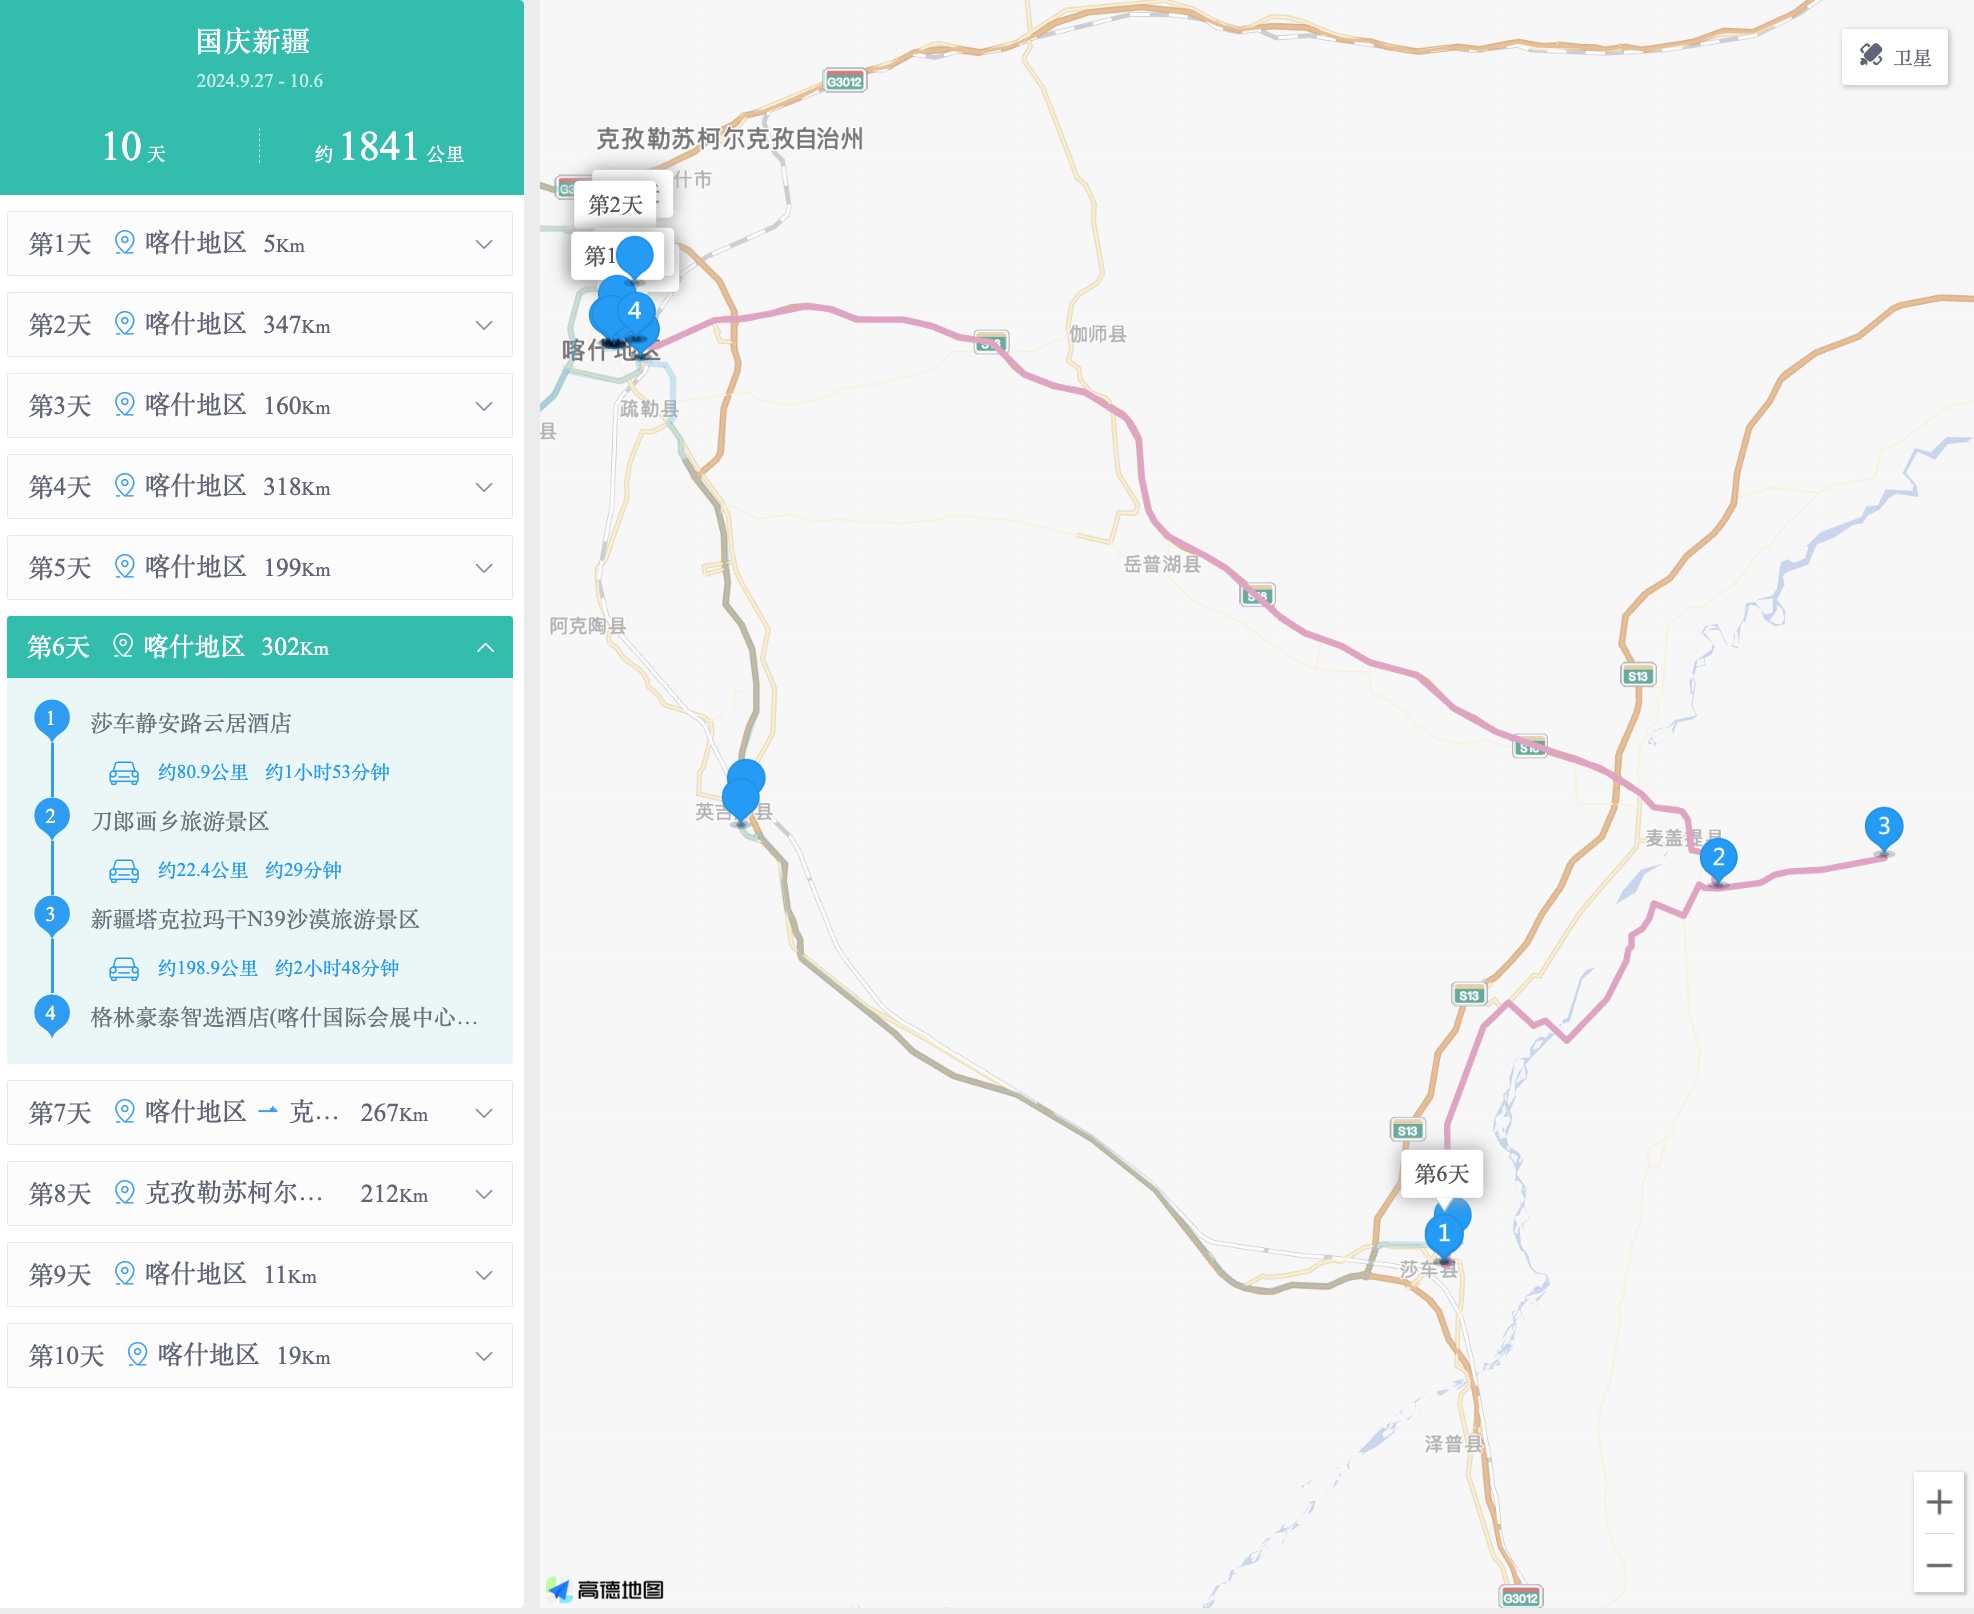 国庆新疆
2024.9.27 - 10.6
10 天
约 1841 公里
第1天 喀什地区 5Km
第2天 喀什地区 347Km
第3天 喀什地区 160Km
第4天 喀什地区 318Km
第5天 喀什地区 199Km
第6天 喀什地区 302Km
1 莎车静安路云居酒店
约80.9公里 约1小时53分钟
2 刀郎画乡旅游景区
约22.4公里 约29分钟
3 新疆塔克拉玛干N39沙漠旅游景区
约198.9公里 约2小时48分钟
4 格林豪泰智选酒店(喀什国际会展中心...
第7天 喀什地区 克... 267Km
第8天 克孜勒苏柯尔... 212Km
第9天 喀什地区 11Km
第10天 喀什地区 19Km
卫星
G3012
克孜勒苏柯尔克孜自治州
什市
第2天
第1
4
喀什地区
伽师县
疏勒县
县
岳普湖县
阿克陶县
S13
英吉 县
麦盖提县
2
3
S13
S13
第6天
1
莎车县
泽普县
G3012
高德地图